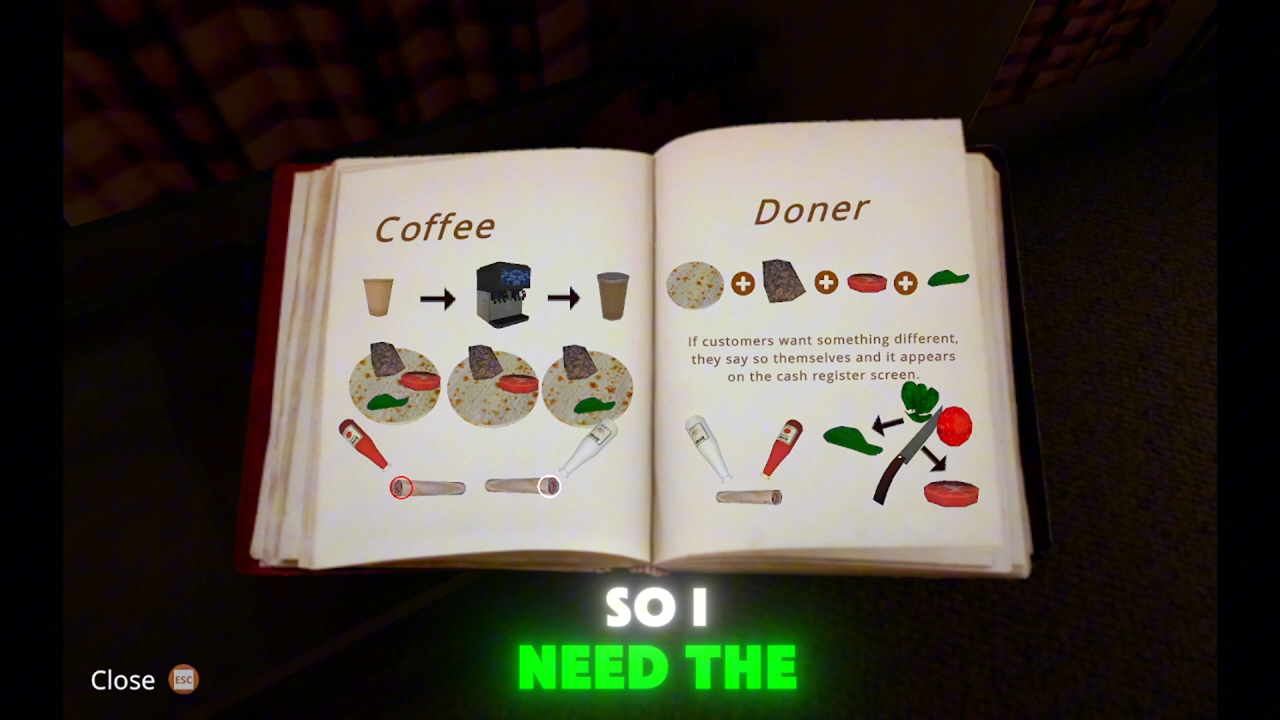 Coffee
Doner
If customers want something different,
they say so themselves and it appears
on the cash register screen.
SO I
NEED THE
Close ESC